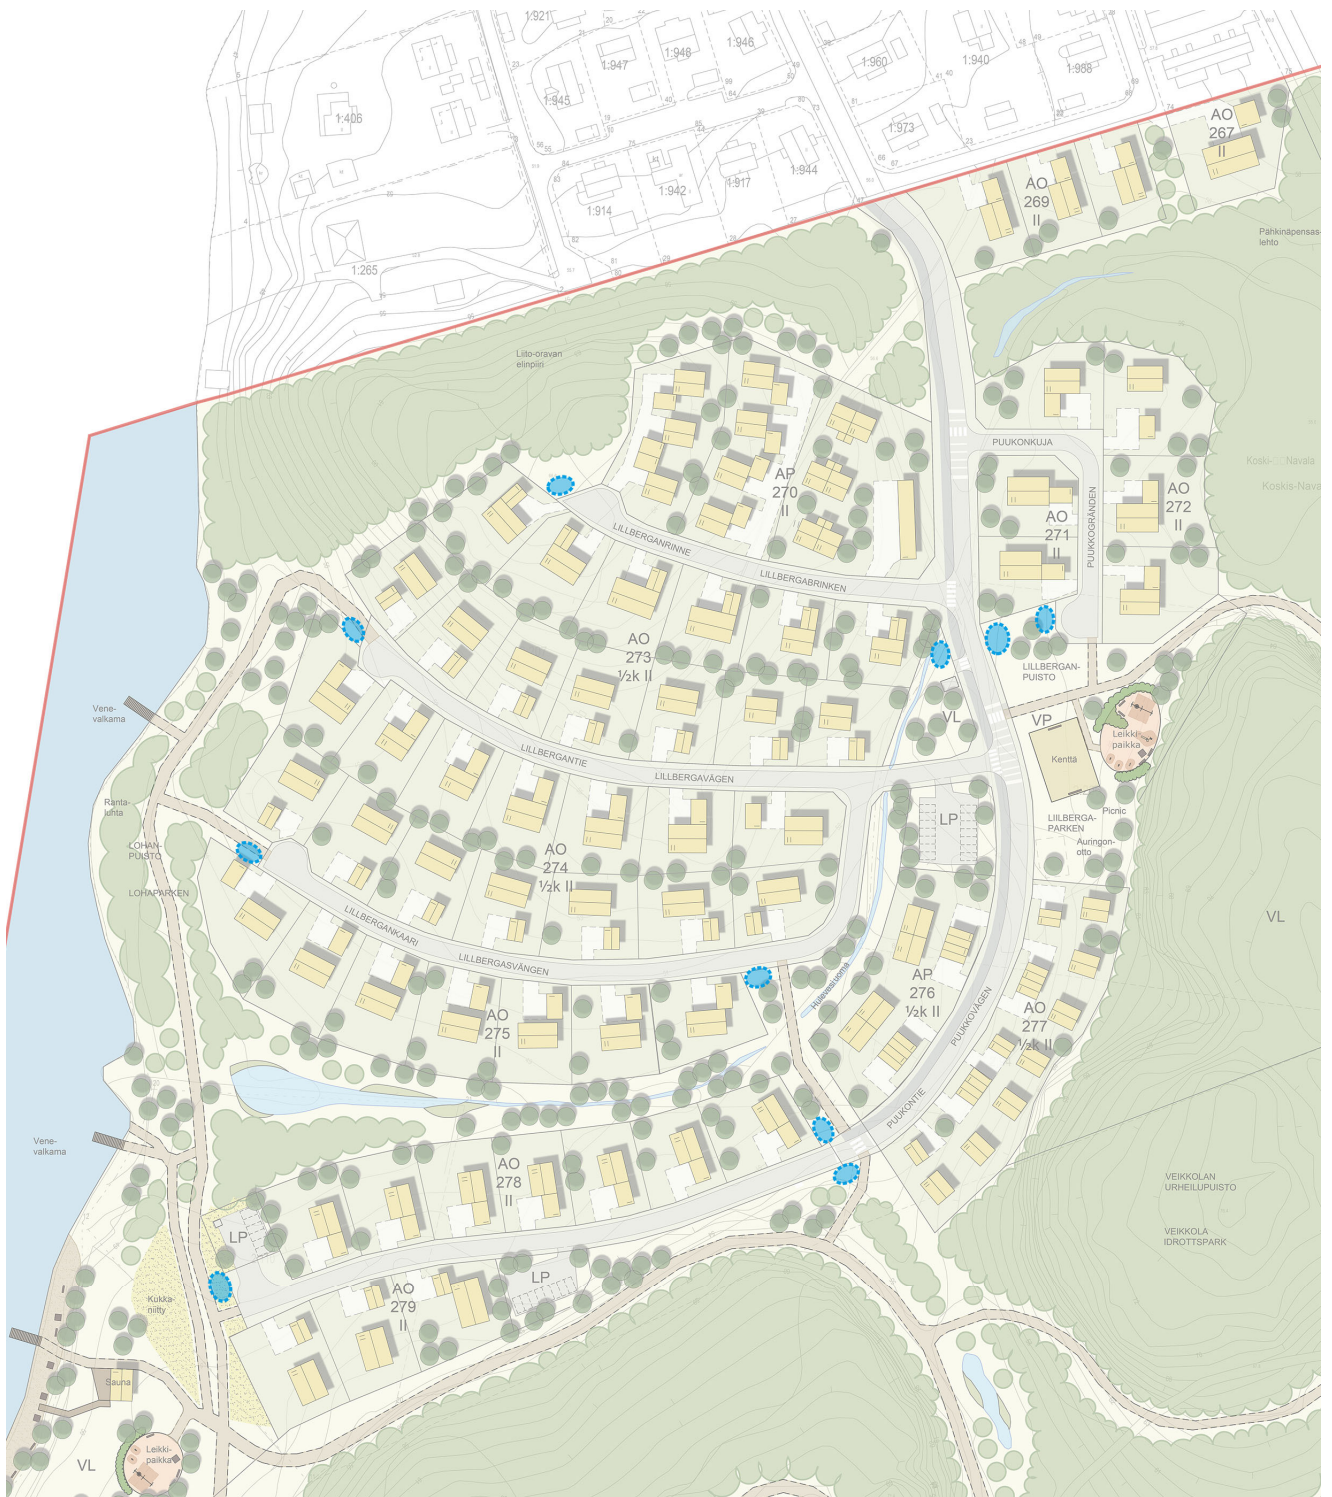 1:921
1:947
1:948
1:946
1:945
1:960
1:940
1:988
1:406
1:973
1:942
1:917
1:944
1:914
1:265
AO
267
II
AO
269
II
Pähkinäpensas-
lehto
Liito-oravan
elinpiiri
PUUKONKUJA
PUUKKOGRÄNDEN
AP
270
II
AO
271
II
AO
272
II
Koski-
Navala
LILLBERGANRINNE
LILLBERGABRINKEN
AO
273
½k II
LILLBERGAN-
PUISTO
VL
VP
Leikki
paikka
Kenttä
Picnic
LIILBERGA-
PARKEN
Auringon-
otto
Vene-
valkama
LILLBERGANTIE
LILLBERGAVÄGEN
LP
Ranta-
luhta
LOHAN-
PUISTO
LOHAPARKEN
AO
274
½k II
LILLBERGANKAARI
LILLBERGASVÄNGEN
VL
Hulevesiuoma
AP
276
½k II
PUUKKOVÄGEN
AO
277
½k II
AO
275
II
PUUKONTIE
Vene-
valkama
AO
278
II
VEIKKOLAN
URHEILUPUISTO
VEIKKOLA
IDROTTSPARK
LP
LP
Kukka-
niitty
AO
279
II
Sauna
VL
Leikki-
paikka